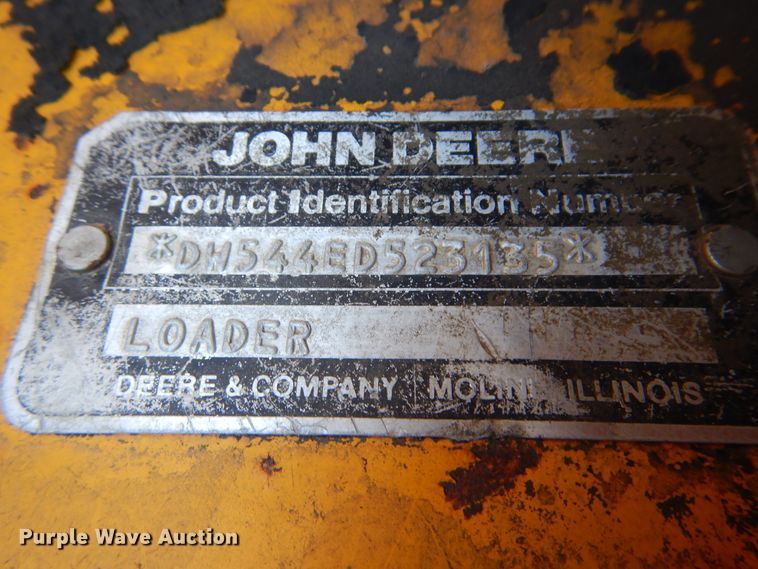 JOHN DEERE
Product Identification Number
*DW544ED523135*
LOADER
DEERE & COMPANY MOLINE, ILLINOIS
Purple Wave Auction